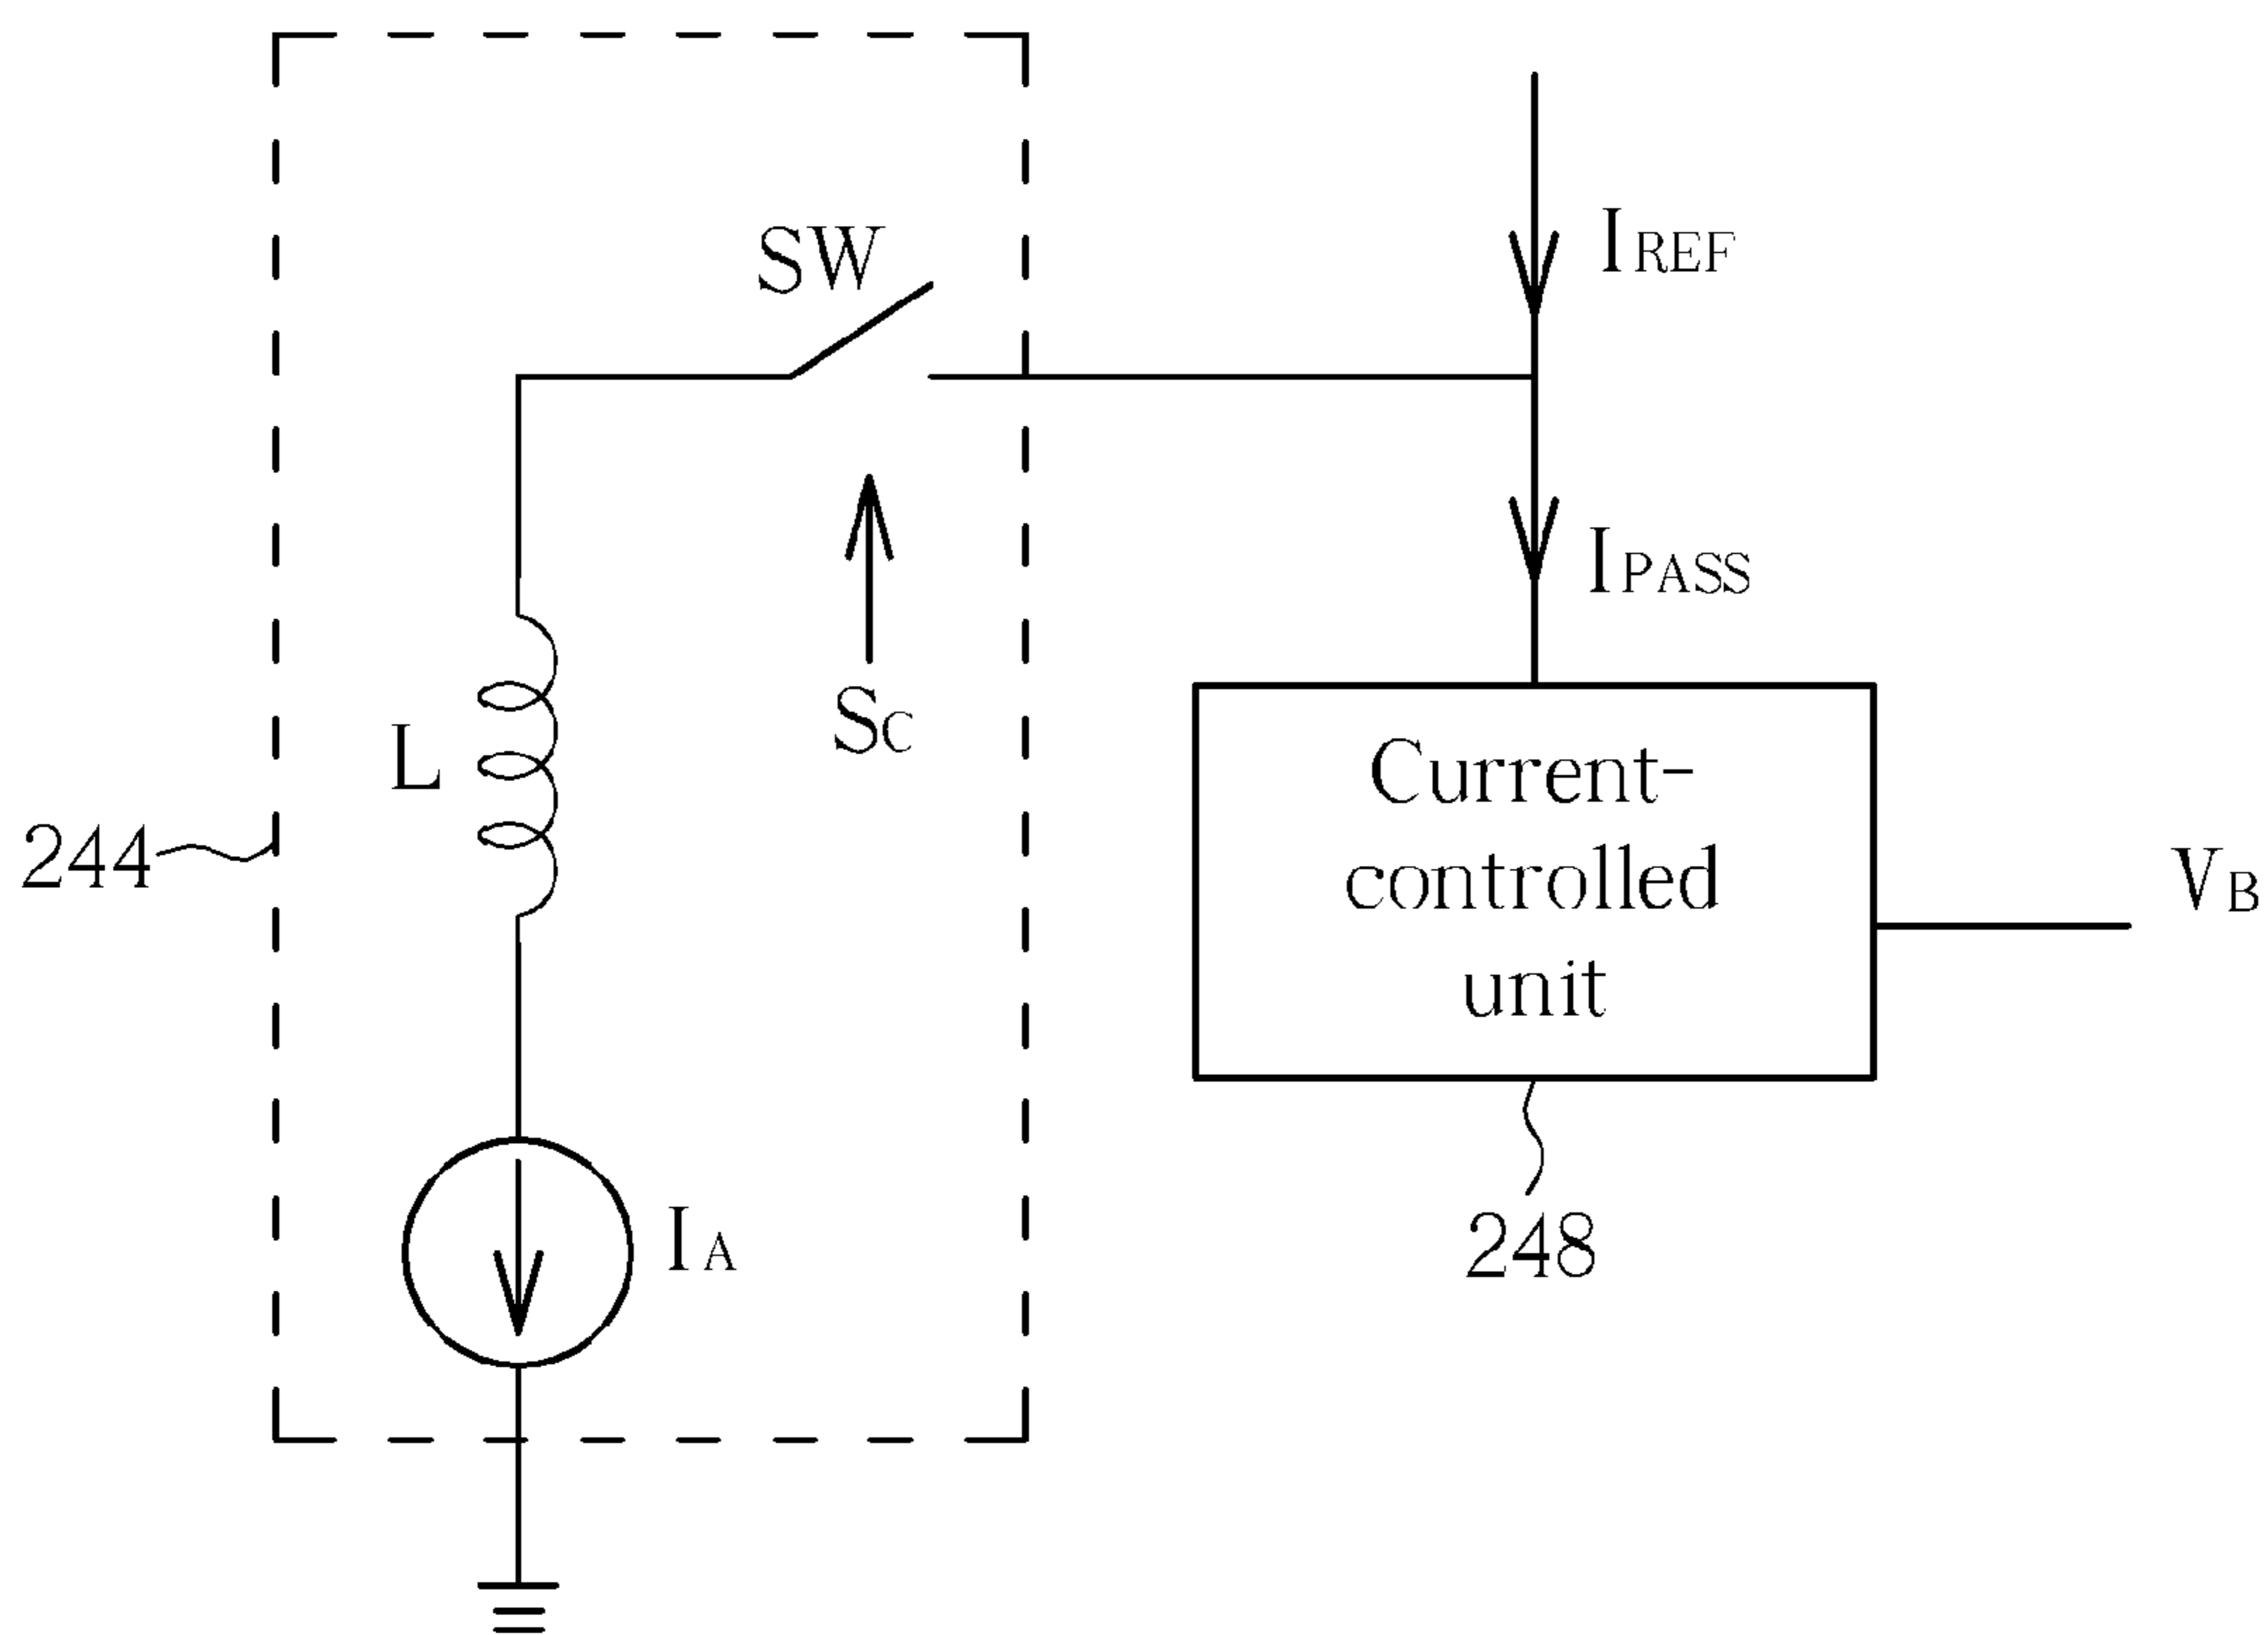 SW
IREF
IPASS
SC
L
Current-
controlled
unit
244
VB
IA
248